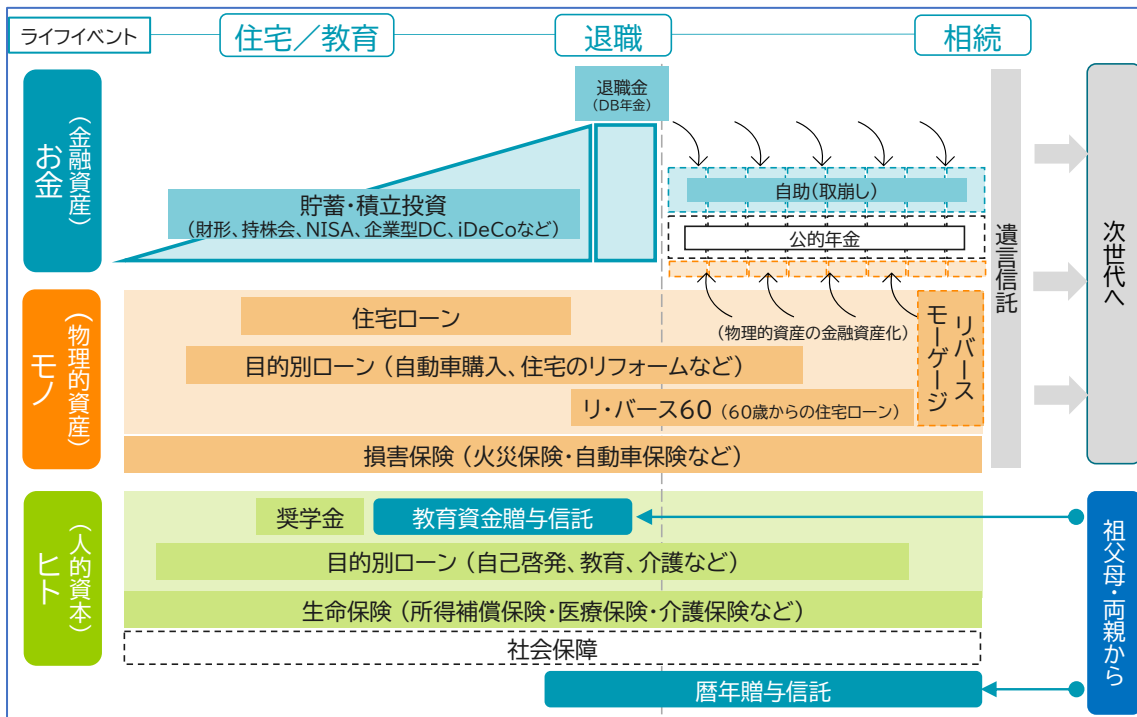 ライフイベント
住宅／教育
退職
相続
お金
（金融資産）
退職金
（DB年金）
貯蓄・積立投資
（財形、持株会、NISA、企業型DC、iDeCoなど）
自助（取崩し）
公的年金
遺言信託
次世代へ
モノ
（物理的資産）
住宅ローン
（物理的資産の金融資産化）
目的別ローン（自動車購入、住宅のリフォームなど）
リ・バース60（60歳からの住宅ローン）
リバース
モーゲージ
損害保険（火災保険・自動車保険など）
ヒト
（人的資本）
奨学金
教育資金贈与信託
目的別ローン（自己啓発、教育、介護など）
生命保険（所得補償保険・医療保険・介護保険など）
社会保障
暦年贈与信託
祖父母・両親から